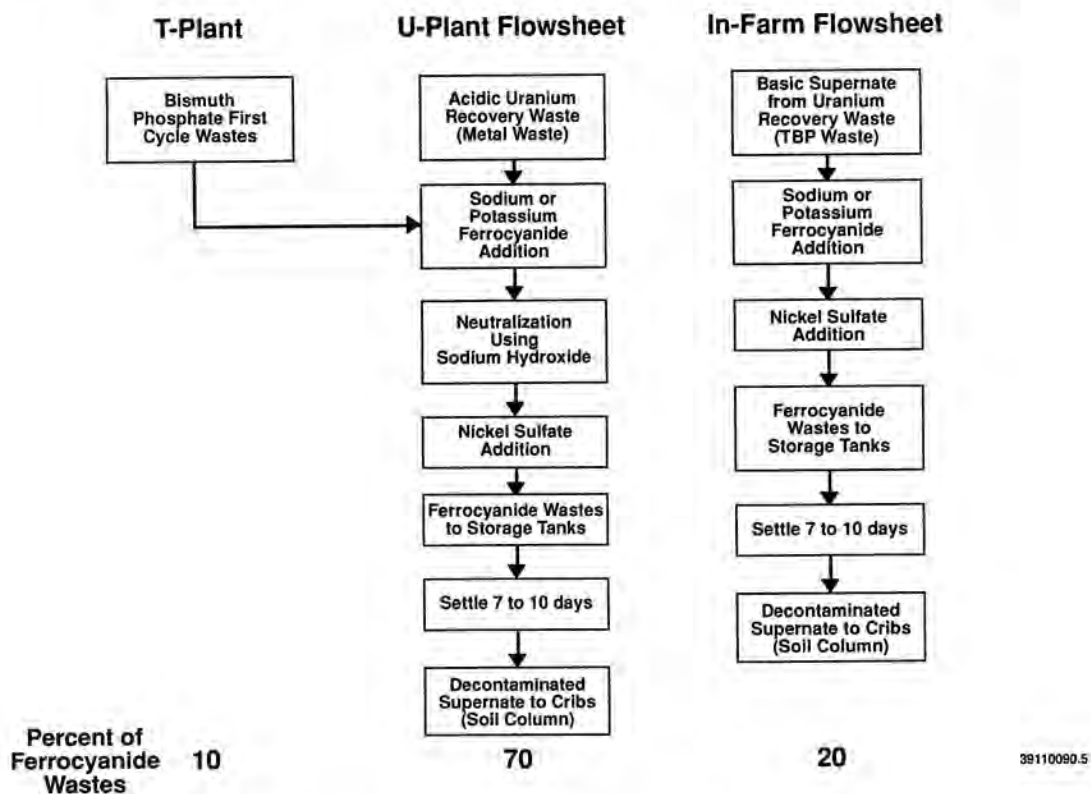 T-Plant
Bismuth
Phosphate First
Cycle Wastes
U-Plant Flowsheet
Acidic Uranium
Recovery Waste
(Metal Waste)
Sodium or
Potassium
Ferrocyanide
Addition
Neutralization
Using
Sodium Hydroxide
Nickel Sulfate
Addition
Ferrocyanide Wastes
to Storage Tanks
Settle 7 to 10 days
Decontaminated
Supernate to Cribs
(Soil Column)
In-Farm Flowsheet
Basic Supernate
from Uranium
Recovery Waste
(TBP Waste)
Sodium or
Potassium
Ferrocyanide
Addition
Nickel Sulfate
Addition
Ferrocyanide
Wastes to
Storage Tanks
Settle 7 to 10 days
Decontaminated
Supernate to Cribs
(Soil Column)
Percent of
Ferrocyanide
Wastes
10
70
20
39110090.5